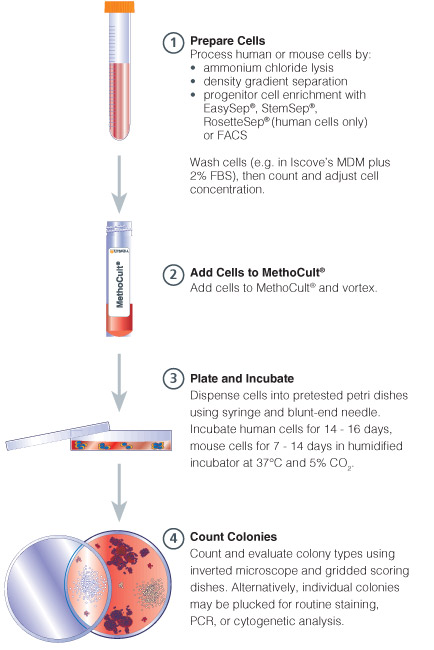 1 Prepare Cells
Process human or mouse cells by:
• ammonium chloride lysis
• density gradient separation
• progenitor cell enrichment with
EasySep®, StemSep®,
RosetteSep® (human cells only)
or FACS
Wash cells (e.g. in Iscove's MDM plus
2% FBS), then count and adjust cell
concentration.
MethoCult®
2 Add Cells to MethoCult®
Add cells to MethoCult® and vortex.
3 Plate and Incubate
Dispense cells into pretested petri dishes
using syringe and blunt-end needle.
Incubate human cells for 14 - 16 days,
mouse cells for 7 - 14 days in humidified
incubator at 37°C and 5% CO₂.
4 Count Colonies
Count and evaluate colony types using
inverted microscope and gridded scoring
dishes. Alternatively, individual colonies
may be plucked for routine staining,
PCR, or cytogenetic analysis.